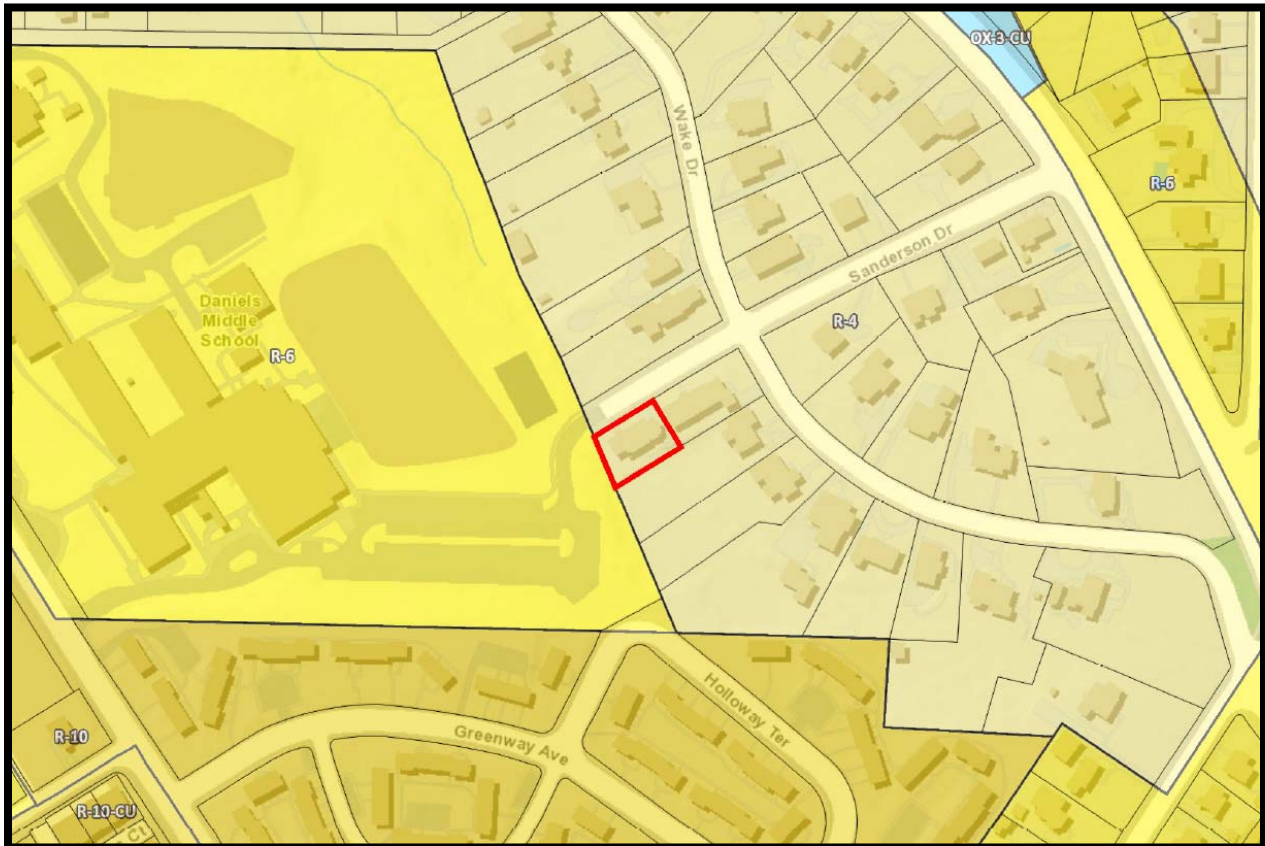 OX-3-CU
Wake Dr
R-6
Sanderson Dr
Daniels
Middle
School
R-6
R-4
Holloway Ter
Greenway Ave
R-10
R-10-CU
Ct